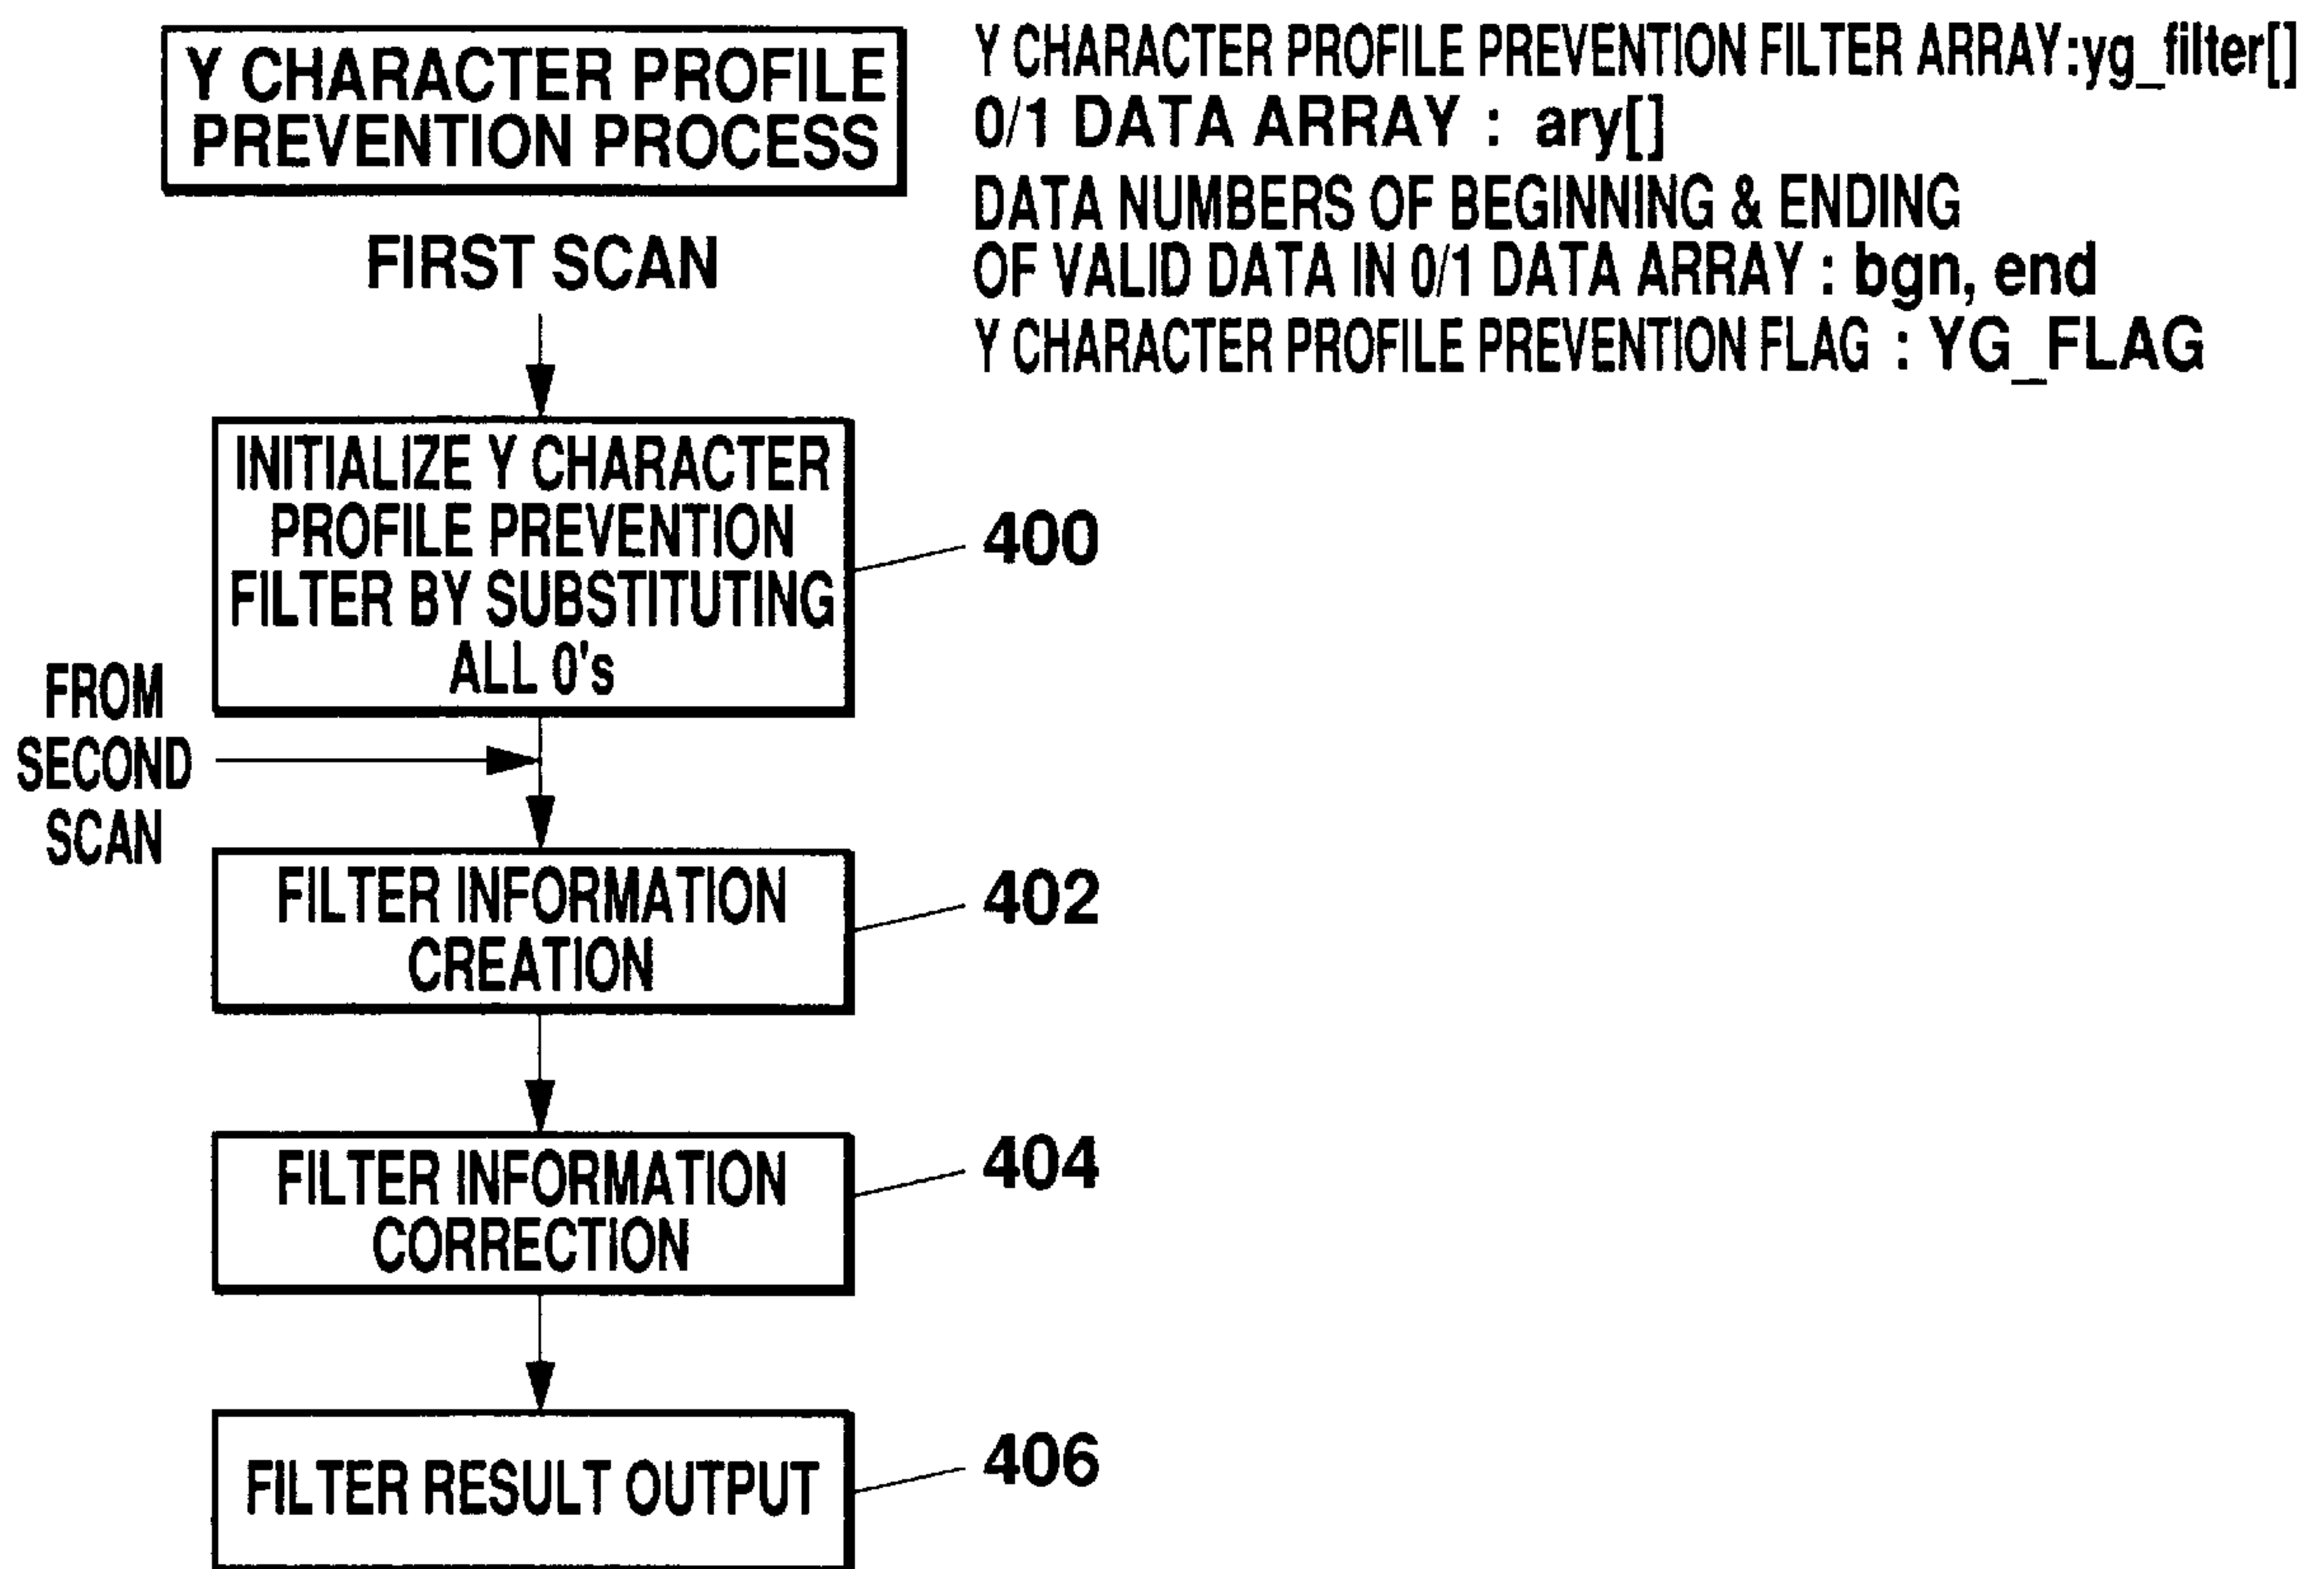 Y CHARACTER PROFILE
PREVENTION PROCESS
Y CHARACTER PROFILE PREVENTION FILTER ARRAY:yg_filter[]
0/1 DATA ARRAY : ary[]
DATA NUMBERS OF BEGINNING & ENDING
OF VALID DATA IN 0/1 DATA ARRAY : bgn, end
Y CHARACTER PROFILE PREVENTION FLAG : YG_FLAG
FIRST SCAN
INITIALIZE Y CHARACTER
PROFILE PREVENTION
FILTER BY SUBSTITUTING
ALL 0's
400
FROM
SECOND
SCAN
FILTER INFORMATION
CREATION
402
FILTER INFORMATION
CORRECTION
404
FILTER RESULT OUTPUT
406